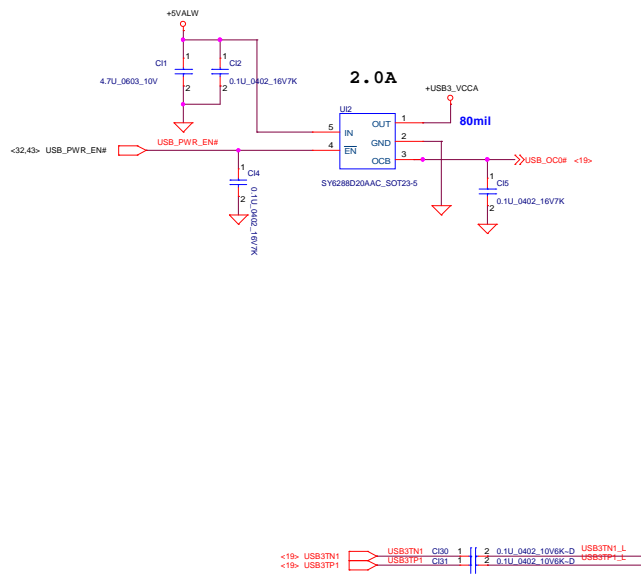 +5VALW
1
CI1
4.7U_0603_10V
2
1
CI2
0.1U_0402_16V7K
2
2.0A
+USB3_VCCA
UI2
5 IN
OUT 1
80mil
GND 2
4 EN
OCB 3
SY6288D20AAC_SOT23-5
<32,43> USB_PWR_EN#
USB_PWR_EN#
1
CI4
0.1U_0402_16V7K
2
USB_OC0# <19>
1
CI5
0.1U_0402_16V7K
2
<19> USB3TN1 USB3TN1 CI30 1 2 0.1U_0402_10V6K~D USB3TN1_L
<19> USB3TP1 USB3TP1 CI31 1 2 0.1U_0402_10V6K~D USB3TP1_L